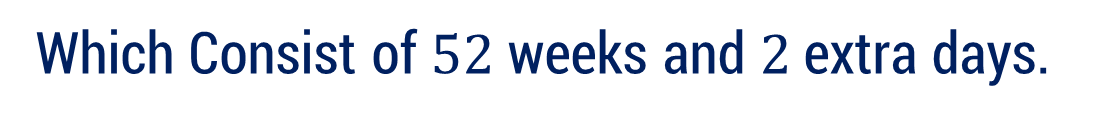 Which Consist of 52 weeks and 2 extra days.